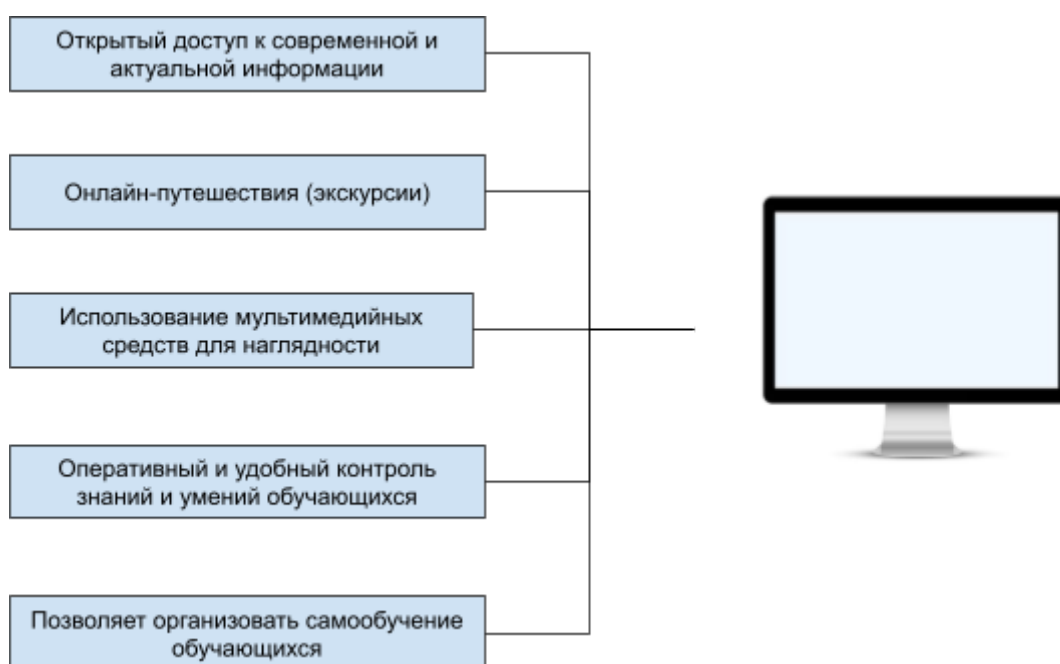 Открытый доступ к современной и
актуальной информации
Онлайн-путешествия (экскурсии)
Использование мультимедийных
средств для наглядности
Оперативный и удобный контроль
знаний и умений обучающихся
Позволяет организовать самообучение
обучающихся